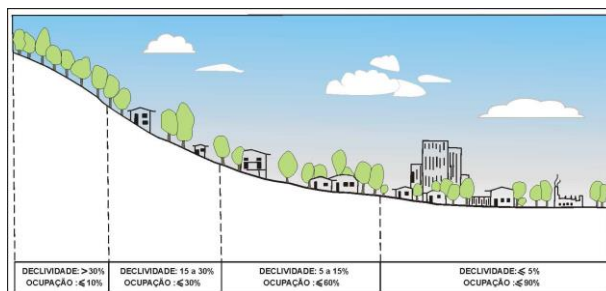 DECLIVIDADE: >30%
OCUPAÇÃO :⩽10%
DECLIVIDADE: 15 a 30%
OCUPAÇÃO :⩽30%
DECLIVIDADE: 5 a 15%
OCUPAÇÃO :⩽60%
DECLIVIDADE:⩽ 5%
OCUPAÇÃO :⩽90%